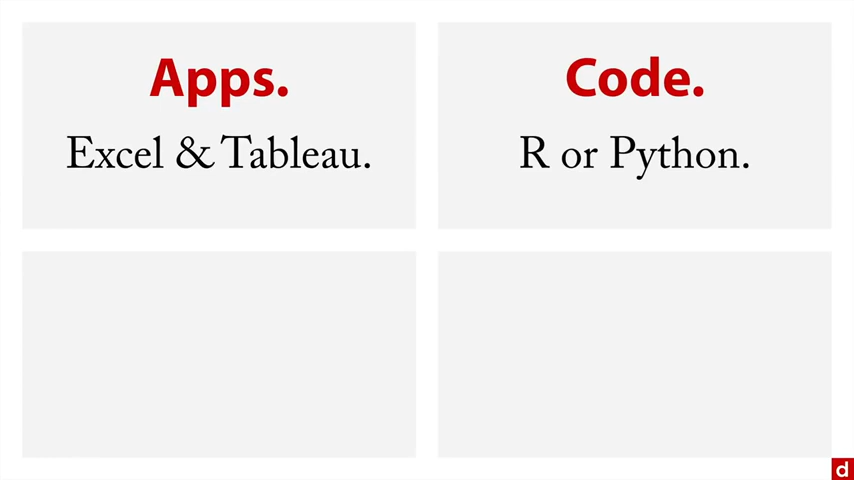 Apps.
Excel & Tableau.
Code.
R or Python.
d